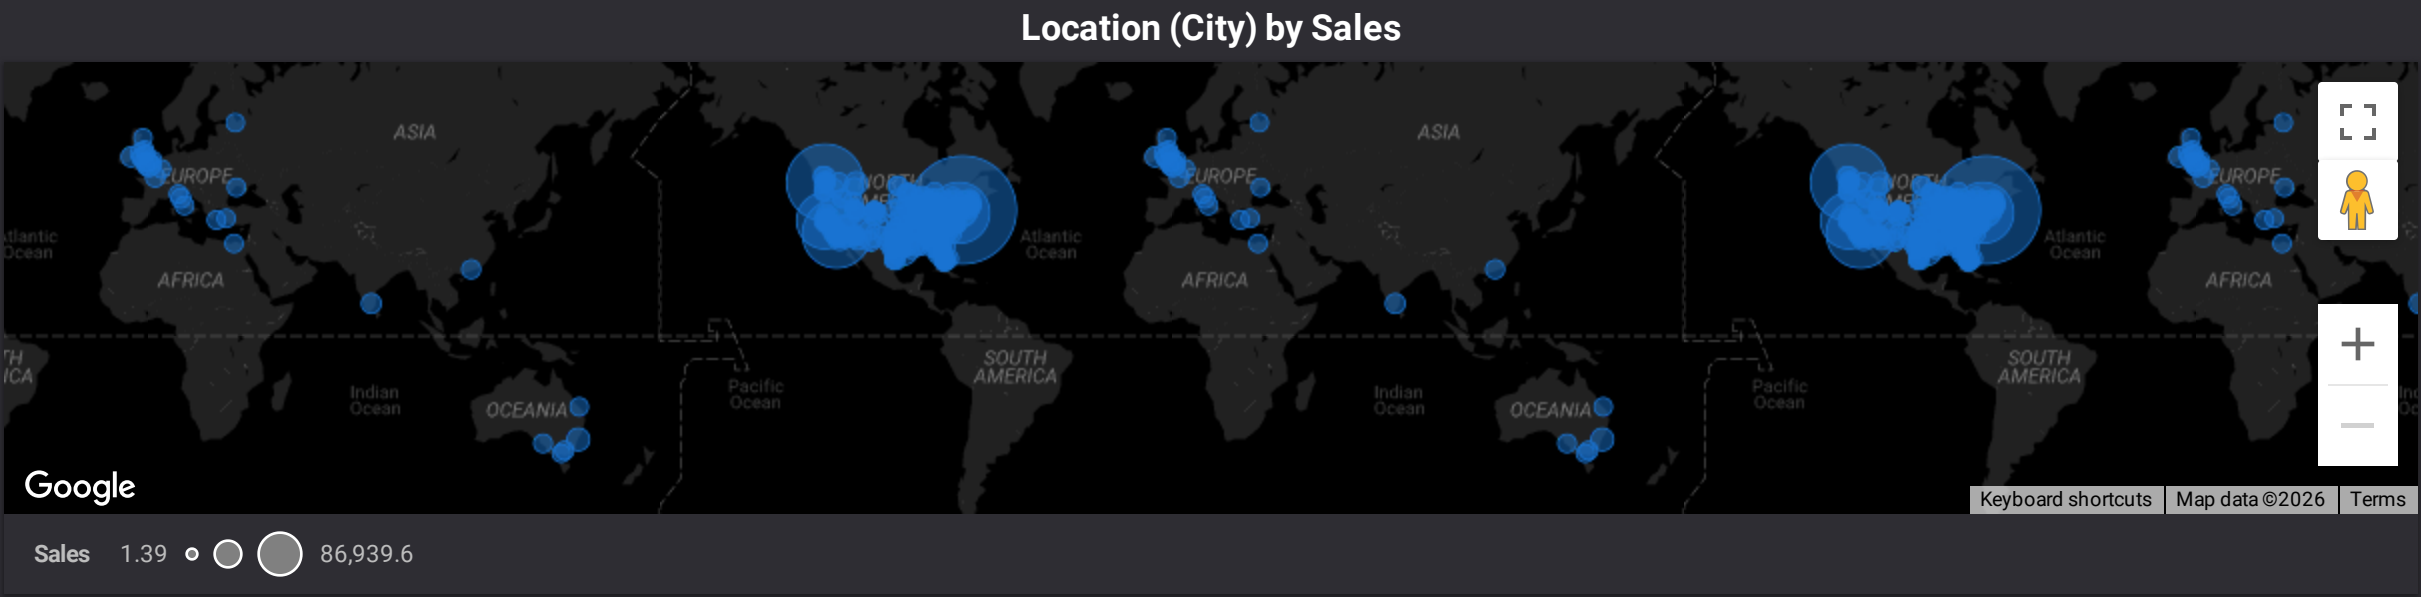 Location (City) by Sales
ASIA
NORTH
EUROPE
Atlantic
Ocean
AFRICA
SOUTH
AMERICA
Pacific
Ocean
Indian
Ocean
OCEANIA
Atlantic
Ocean
EUROPE
ASIA
AFRICA
Indian
Ocean
OCEANIA
Pacific
Ocean
NORTH
Atlantic
Ocean
SOUTH
AMERICA
EUROPE
AFRICA
Google
Keyboard shortcuts
Map data ©2026
Terms
Sales 1.39 86,939.6